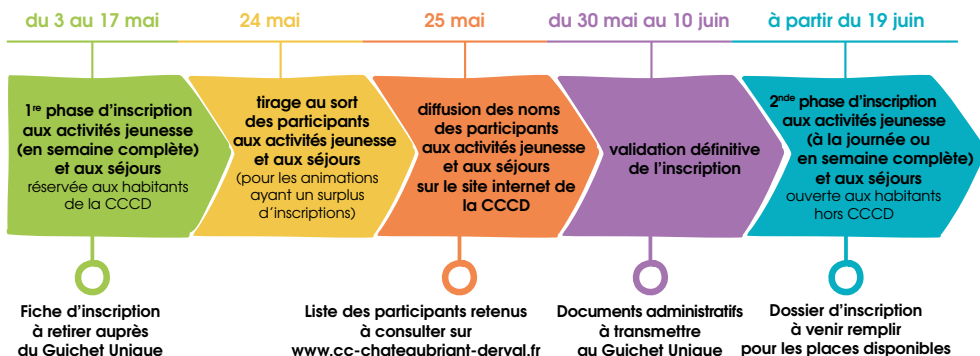 du 3 au 17 mai
24 mai
25 mai
du 30 mai au 10 juin
à partir du 19 juin
1re phase d'inscription
aux activités jeunesse
(en semaine complète)
et aux séjours
réservée aux habitants
de la CCCD
tirage au sort
des participants
aux activités jeunesse
et aux séjours
(pour les animations
ayant un surplus
d'inscriptions)
diffusion des noms
des participants
aux activités jeunesse
et aux séjours
sur le site internet de
la CCCD
validation définitive
de l'inscription
2nde phase d'inscription
aux activités jeunesse
(à la journée ou
en semaine complète)
et aux séjours
ouverte aux habitants
hors CCCD
Fiche d'inscription
à retirer auprès
du Guichet Unique
Liste des participants retenus
à consulter sur
www.cc-chateaubriant-derval.fr
Documents administratifs
à transmettre
au Guichet Unique
Dossier d'inscription
à venir remplir
pour les places disponibles